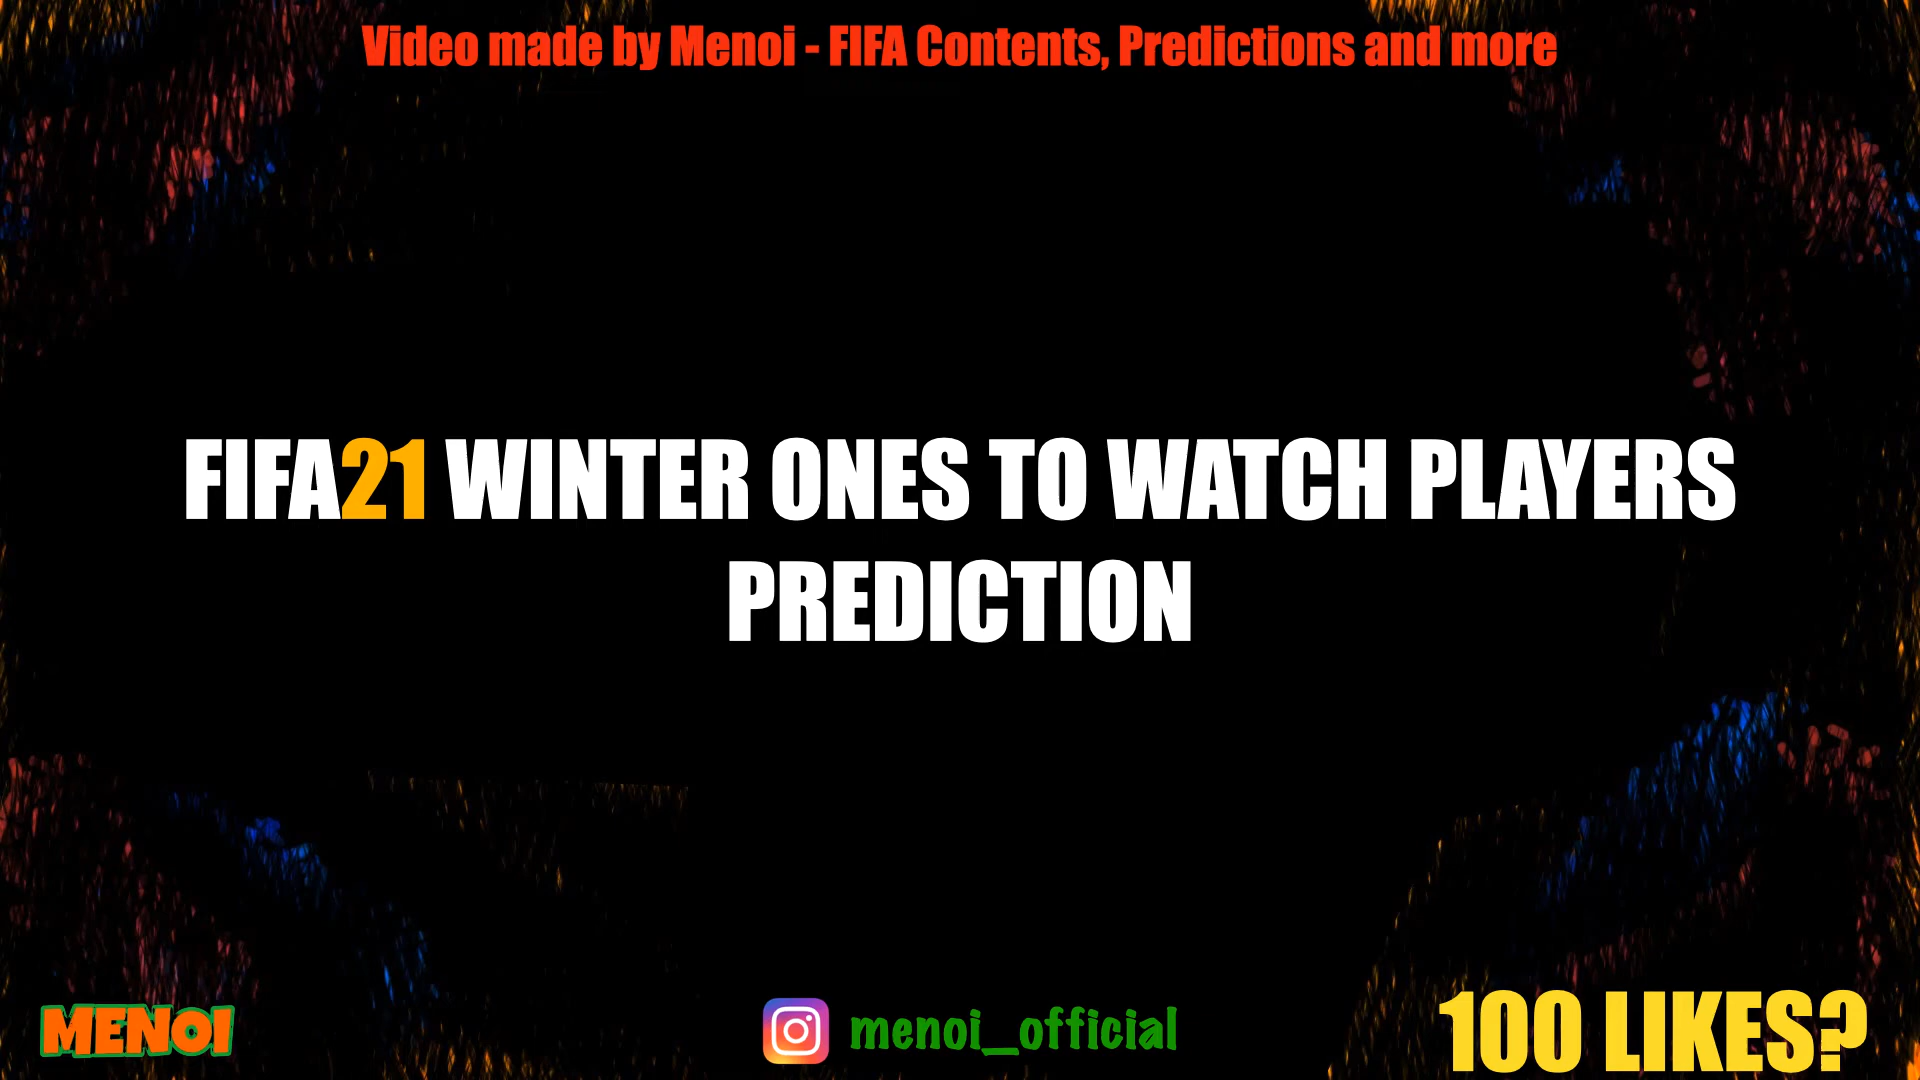 Video made by Menoi - FIFA Contents, Predictions and more
FIFA21 WINTER ONES TO WATCH PLAYERS
PREDICTION
MENOI
menoi_official
100 LIKES?